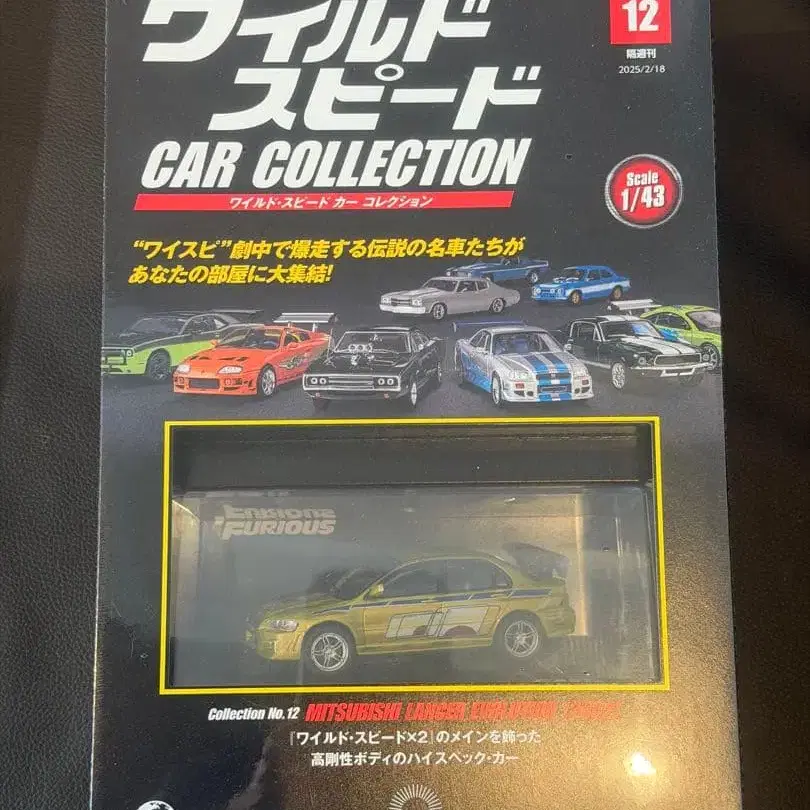 ワイルド
スピード
CAR COLLECTION
ワイルド・スピード カー コレクション
12
隔週刊
2025/2/18
Scale
1/43
“ワイスピ”劇中で爆走する伝説の名車たちが
あなたの部屋に大集結!
FURIOUS
Collection No.12 MITSUBISHI LANCER EVOLUTION
『ワイルド・スピード×2』のメインを飾った
高剛性ボディのハイスペック・カー